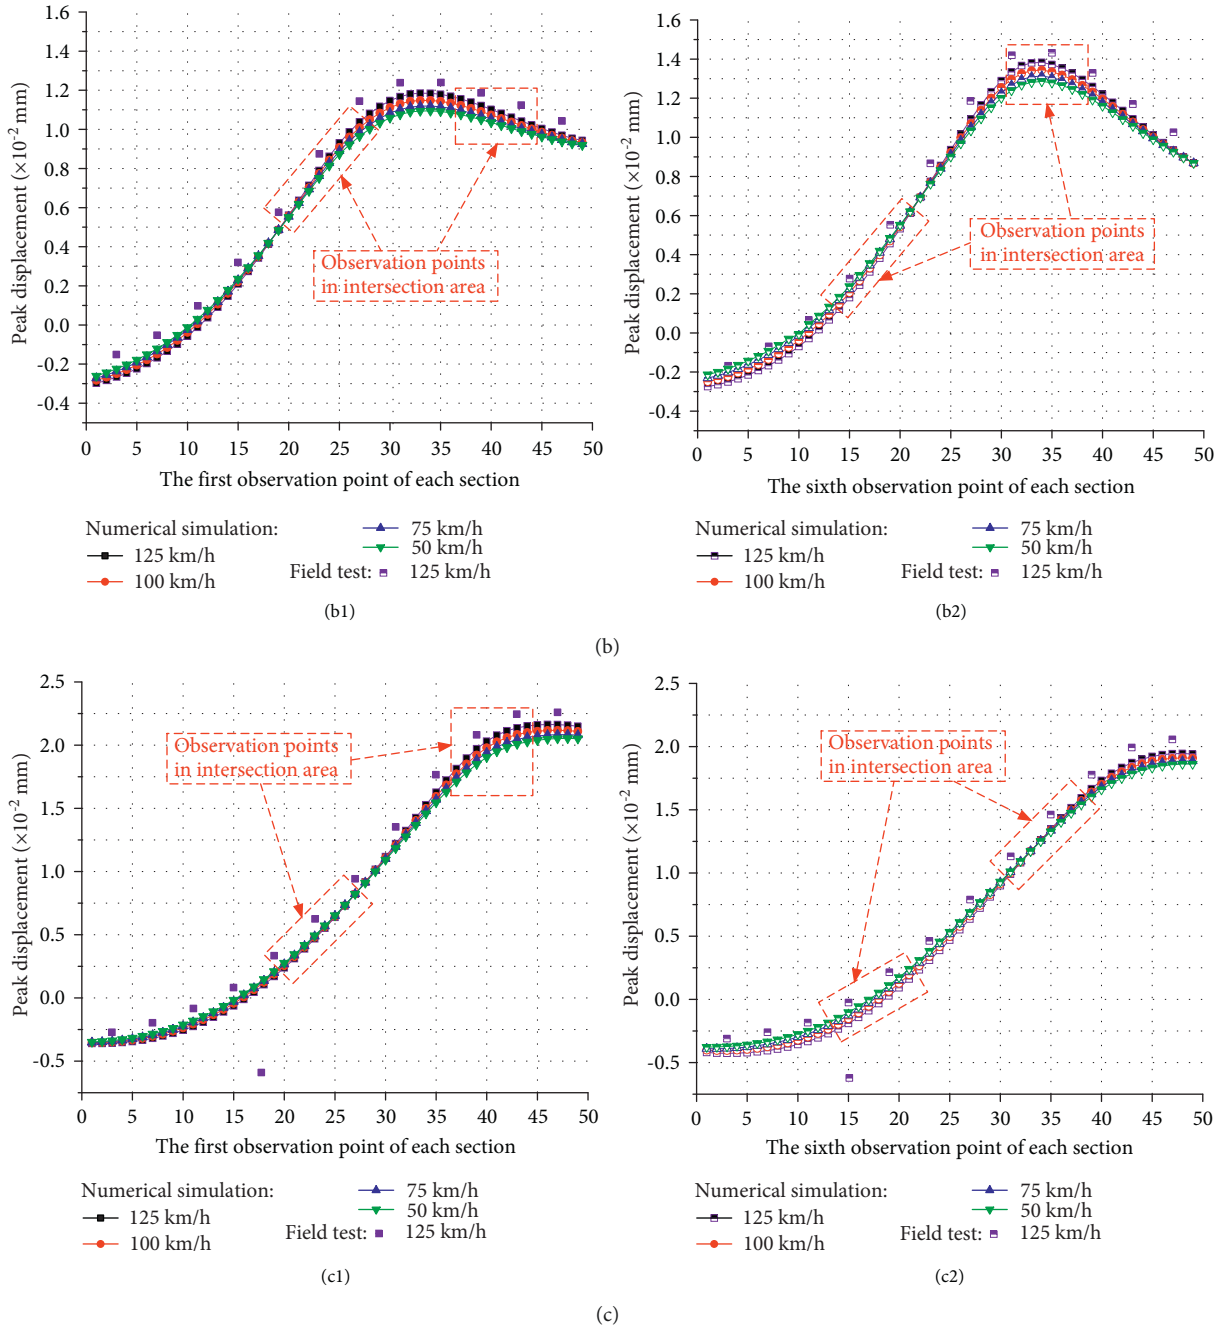 1.6
1.4
1.2
1.0
0.8
0.6
0.4
0.2
0.0
-0.2
-0.4
Peak displacement (×10-2 mm)
Observation points
in intersection area
0 5 10 15 20 25 30 35 40 45 50
The first observation point of each section
Numerical simulation:
125 km/h
100 km/h
75 km/h
50 km/h
Field test: 125 km/h
(b1)
1.6
1.4
1.2
1.0
0.8
0.6
0.4
0.2
0.0
-0.2
-0.4
Peak displacement (×10-2 mm)
Observation points
in intersection area
0 5 10 15 20 25 30 35 40 45 50
The sixth observation point of each section
Numerical simulation:
125 km/h
100 km/h
75 km/h
50 km/h
Field test: 125 km/h
(b2)
(b)
2.5
2.0
1.5
1.0
0.5
0.0
-0.5
Peak displacement (×10-2 mm)
Observation points
in intersection area
0 5 10 15 20 25 30 35 40 45 50
The first observation point of each section
Numerical simulation:
125 km/h
100 km/h
75 km/h
50 km/h
Field test: 125 km/h
(c1)
2.5
2.0
1.5
1.0
0.5
0.0
-0.5
Peak displacement (×10-2 mm)
Observation points
in intersection area
0 5 10 15 20 25 30 35 40 45 50
The sixth observation point of each section
Numerical simulation:
125 km/h
100 km/h
75 km/h
50 km/h
Field test: 125 km/h
(c2)
(c)